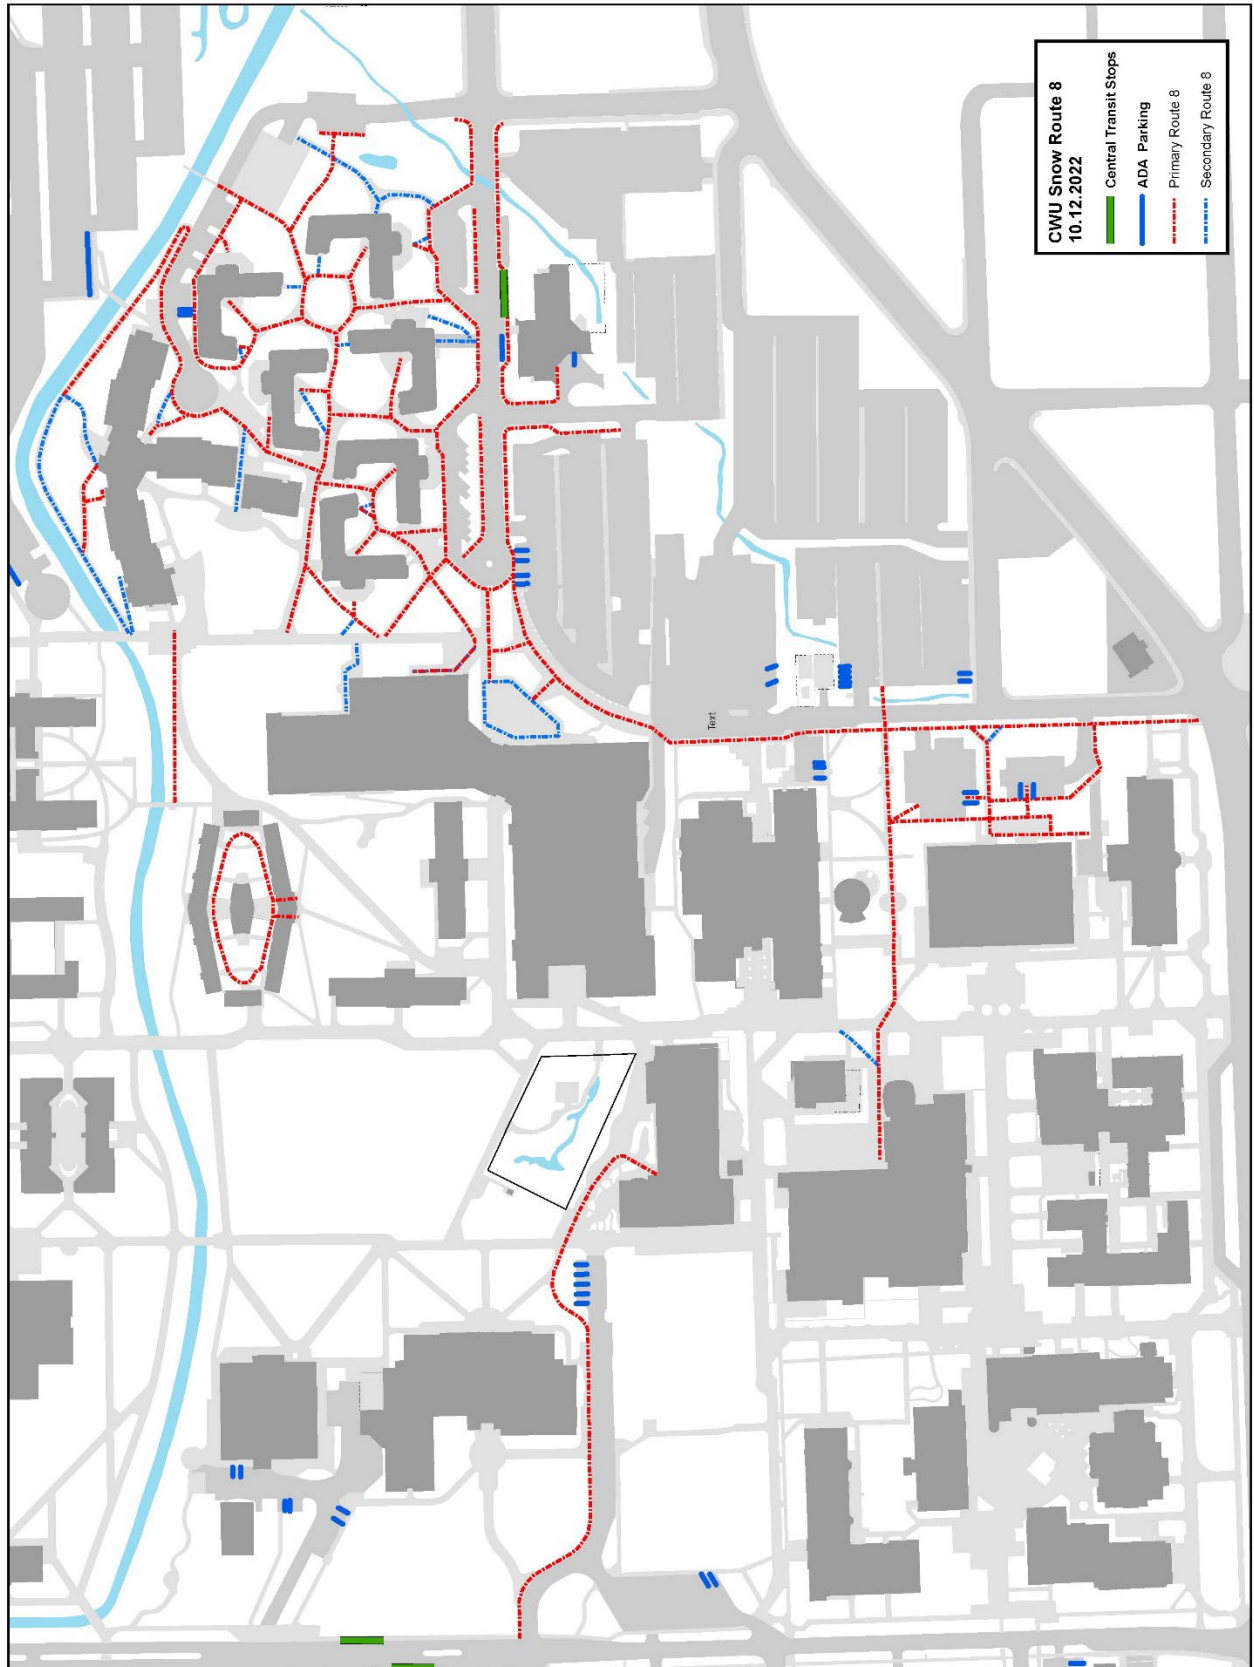 CWU Snow Route 8
10.12.2022
Central Transit Stops
ADA Parking
Primary Route 8
Secondary Route 8
Text